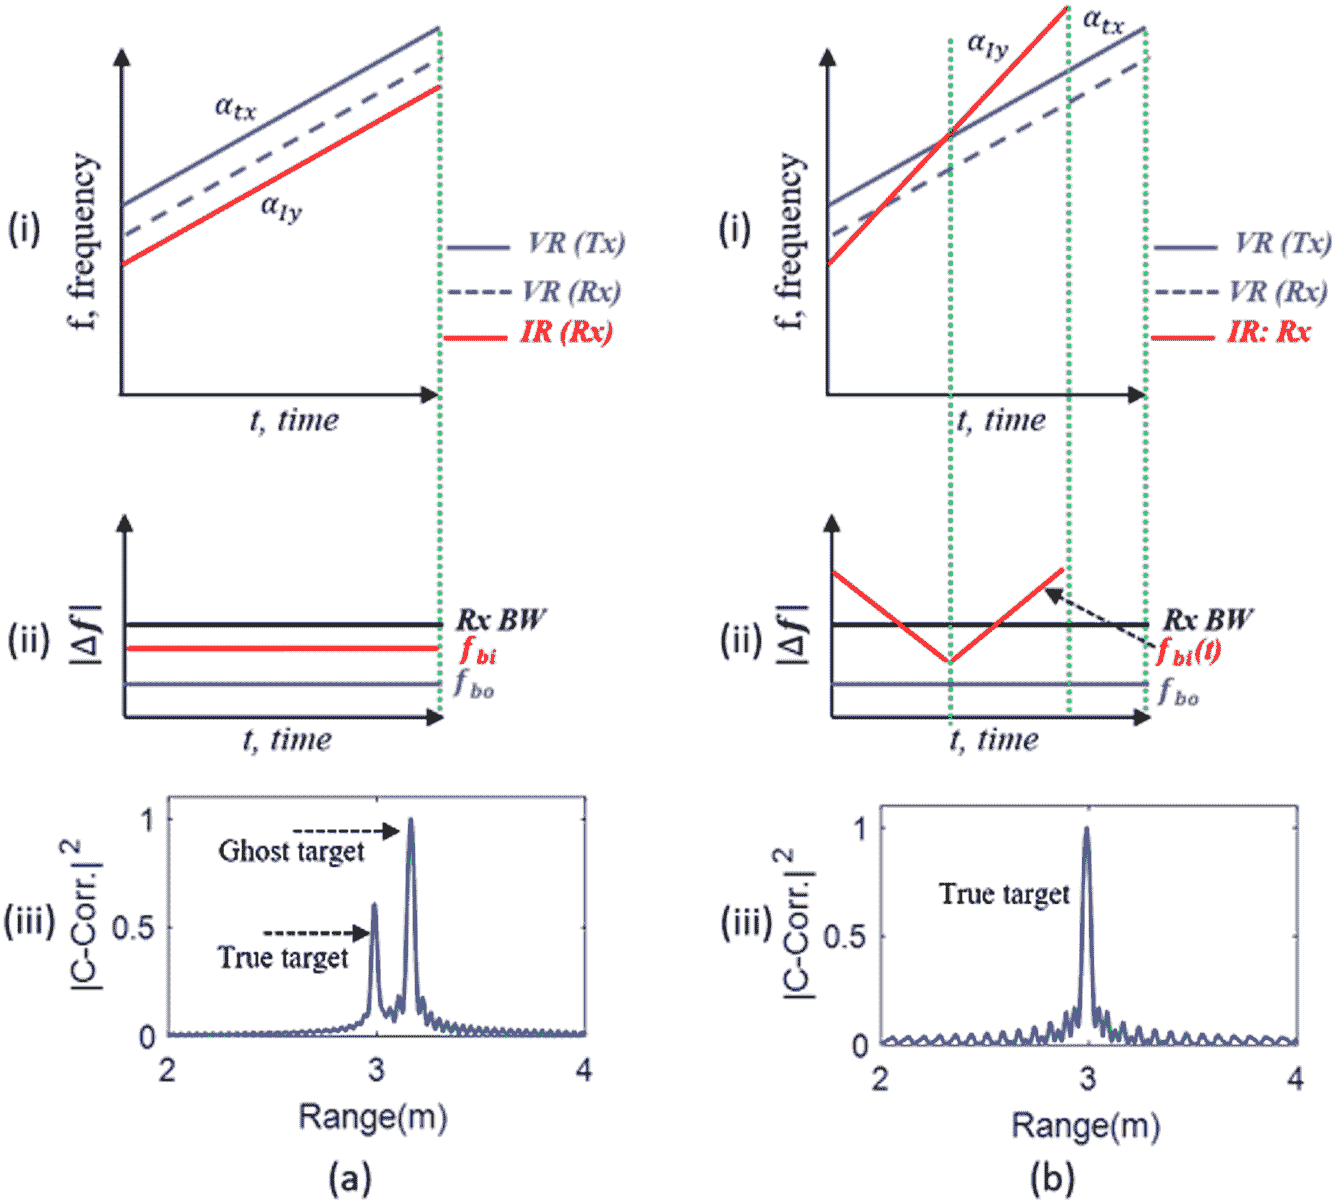 (i)
f, frequency
α_tx
α_Iy
VR (Tx)
VR (Rx)
IR (Rx)
t, time
(ii)
|Δf|
Rx BW
f_bi
f_bo
t, time
(iii)
|C-Corr.|²
1
0.5
0
Ghost target
True target
2 3 4
Range(m)
(a)
(i)
f, frequency
α_Iy
α_tx
VR (Tx)
VR (Rx)
IR: Rx
t, time
(ii)
|Δf|
Rx BW
f_bi(t)
f_bo
t, time
(iii)
|C-Corr.|²
1
0.5
0
True target
2 3 4
Range(m)
(b)